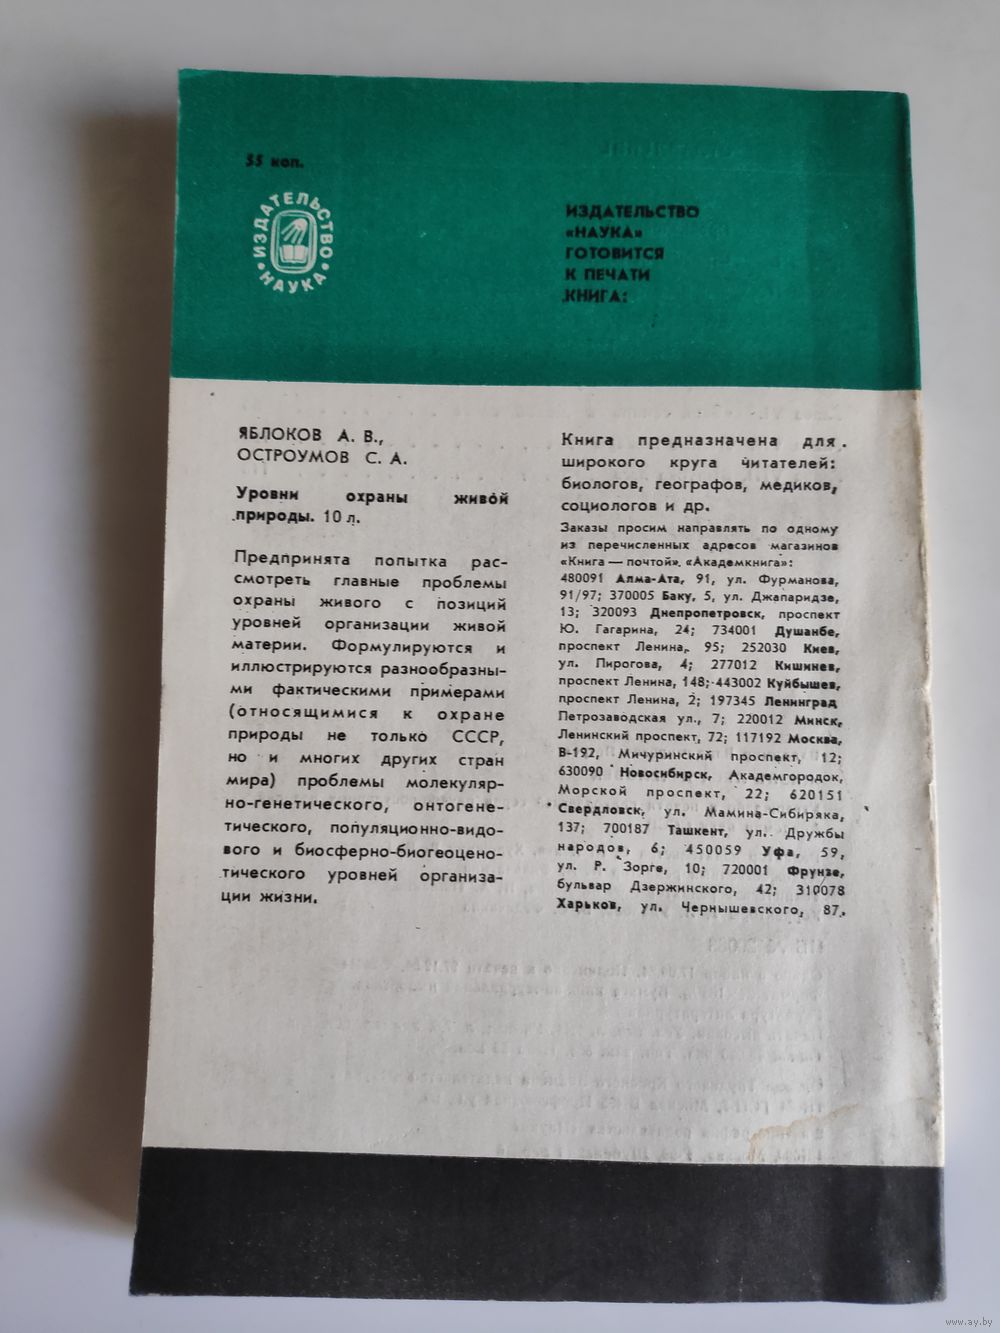 55 коп.
ИЗДАТЕЛЬСТВО
•НАУКА•
ИЗДАТЕЛЬСТВО
«НАУКА»
ГОТОВИТСЯ
К ПЕЧАТИ
КНИГА:
ЯБЛОКОВ А. В.,
ОСТРОУМОВ С. А.
Уровни охраны живой
природы. 10 л.
Предпринята попытка рас-
смотреть главные проблемы
охраны живого с позиций
уровней организации живой
материи. Формулируются и
иллюстрируются разнообразны-
ми фактическими примерами
(относящимися к охране
природы не только СССР,
но и многих других стран
мира) проблемы молекуляр-
но-генетического, онтогене-
тического, популяционно-видо-
вого и биосферно-биогеоцено-
тического уровней организа-
ции жизни.
Книга предназначена для
широкого круга читателей:
биологов, географов, медиков,
социологов и др.
Заказы просим направлять по одному
из перечисленных адресов магазинов
«Книга — почтой». «Академкнига»:
480091 Алма-Ата, 91, ул. Фурманова,
91/97; 370005 Баку, 5, ул. Джапаридзе,
13; 320093 Днепропетровск, проспект
Ю. Гагарина, 24; 734001 Душанбе,
проспект Ленина, 95; 252030 Киев,
ул. Пирогова, 4; 277012 Кишинев,
проспект Ленина, 148; 443002 Куйбышев,
проспект Ленина, 2; 197345 Ленинград
Петрозаводская ул., 7; 220012 Минск,
Ленинский проспект, 72; 117192 Москва,
В-192, Мичуринский проспект, 12;
630090 Новосибирск, Академгородок,
Морской проспект, 22; 620151
Свердловск, ул. Мамина-Сибиряка,
137; 700187 Ташкент, ул. Дружбы
народов, 6; 450059 Уфа, 59,
ул. Р. Зорге, 10; 720001 Фрунзе,
бульвар Дзержинского, 42; 310078
Харьков, ул. Чернышевского, 87.
www.ay.by